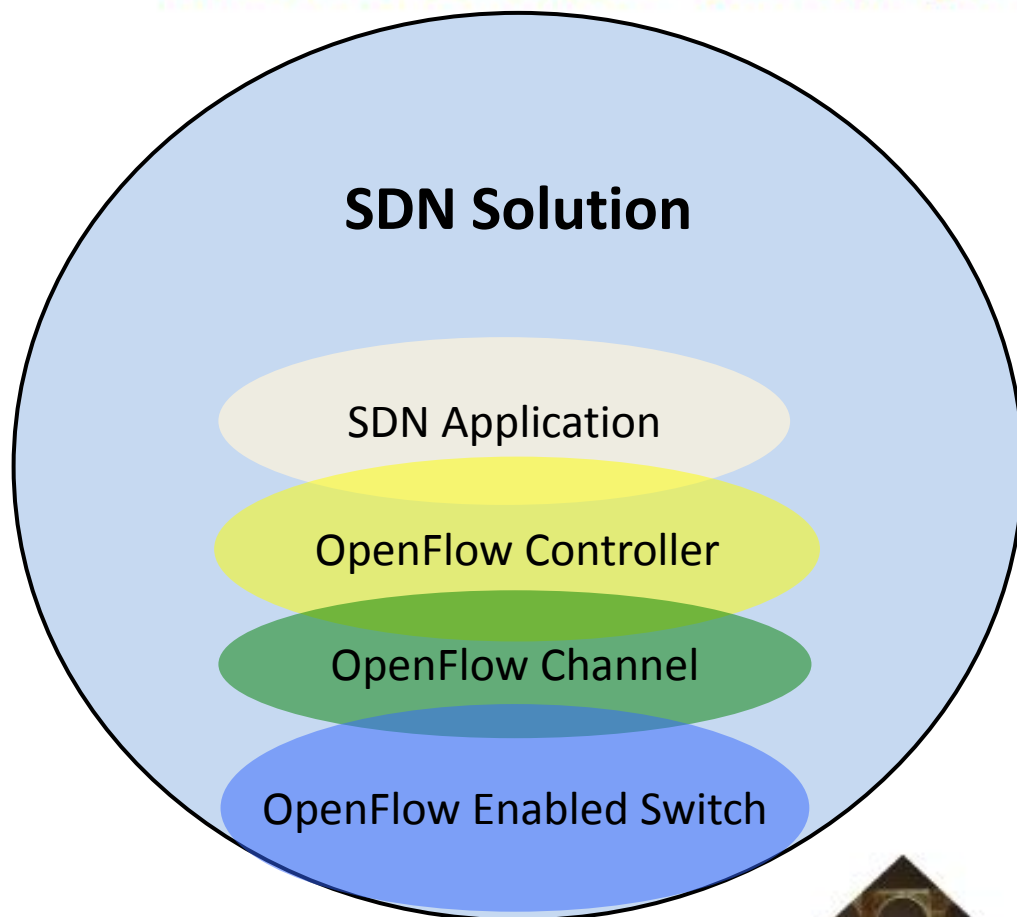 SDN Solution
SDN Application
OpenFlow Controller
OpenFlow Channel
OpenFlow Enabled Switch